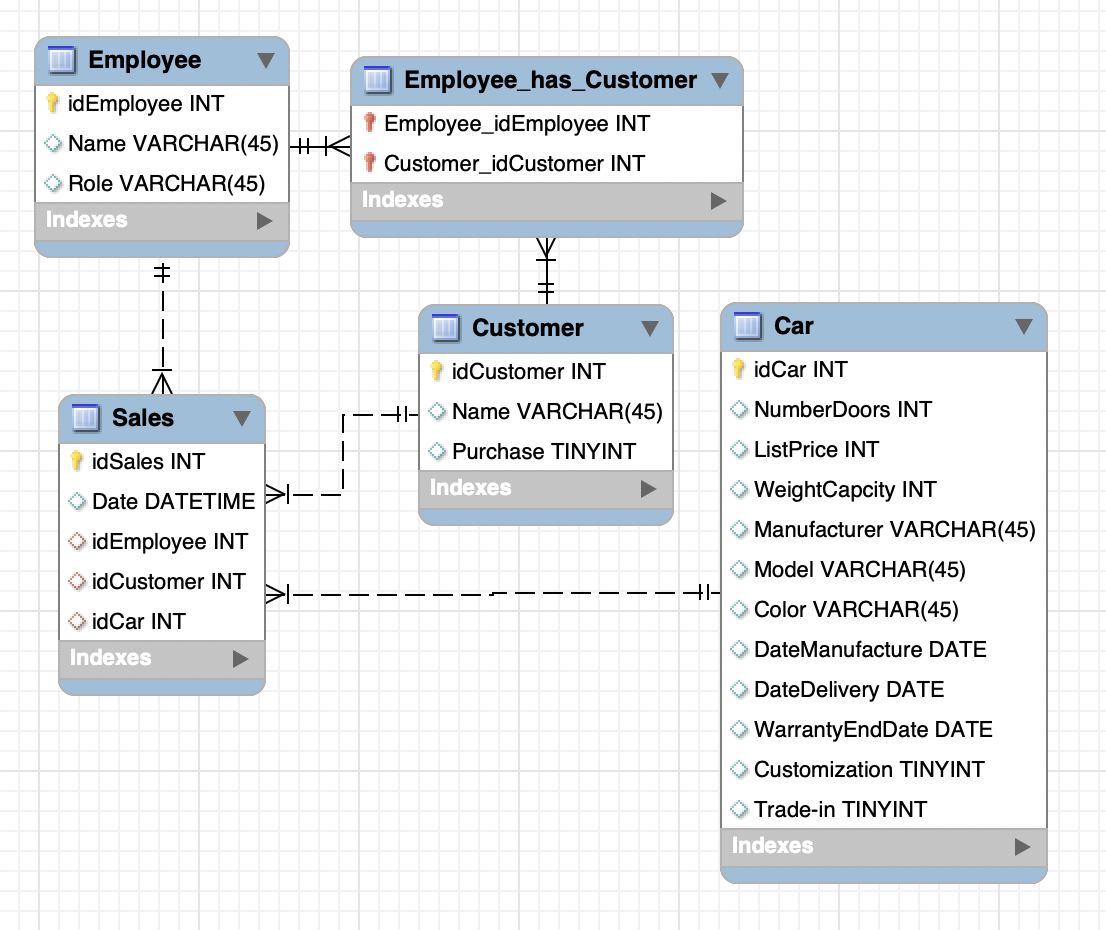 Employee
idEmployee INT
Name VARCHAR(45)
Role VARCHAR(45)
Indexes
Employee_has_Customer
Employee_idEmployee INT
Customer_idCustomer INT
Indexes
Customer
idCustomer INT
Name VARCHAR(45)
Purchase TINYINT
Indexes
Car
idCar INT
NumberDoors INT
ListPrice INT
WeightCapcity INT
Manufacturer VARCHAR(45)
Model VARCHAR(45)
Color VARCHAR(45)
DateManufacture DATE
DateDelivery DATE
WarrantyEndDate DATE
Customization TINYINT
Trade-in TINYINT
Indexes
Sales
idSales INT
Date DATETIME
idEmployee INT
idCustomer INT
idCar INT
Indexes